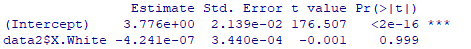 Estimate Std. Error t value Pr(>|t|)
(Intercept) 3.776e+00 2.139e-02 176.507 <2e-16 ***
data2$X.White -4.241e-07 3.440e-04 -0.001 0.999